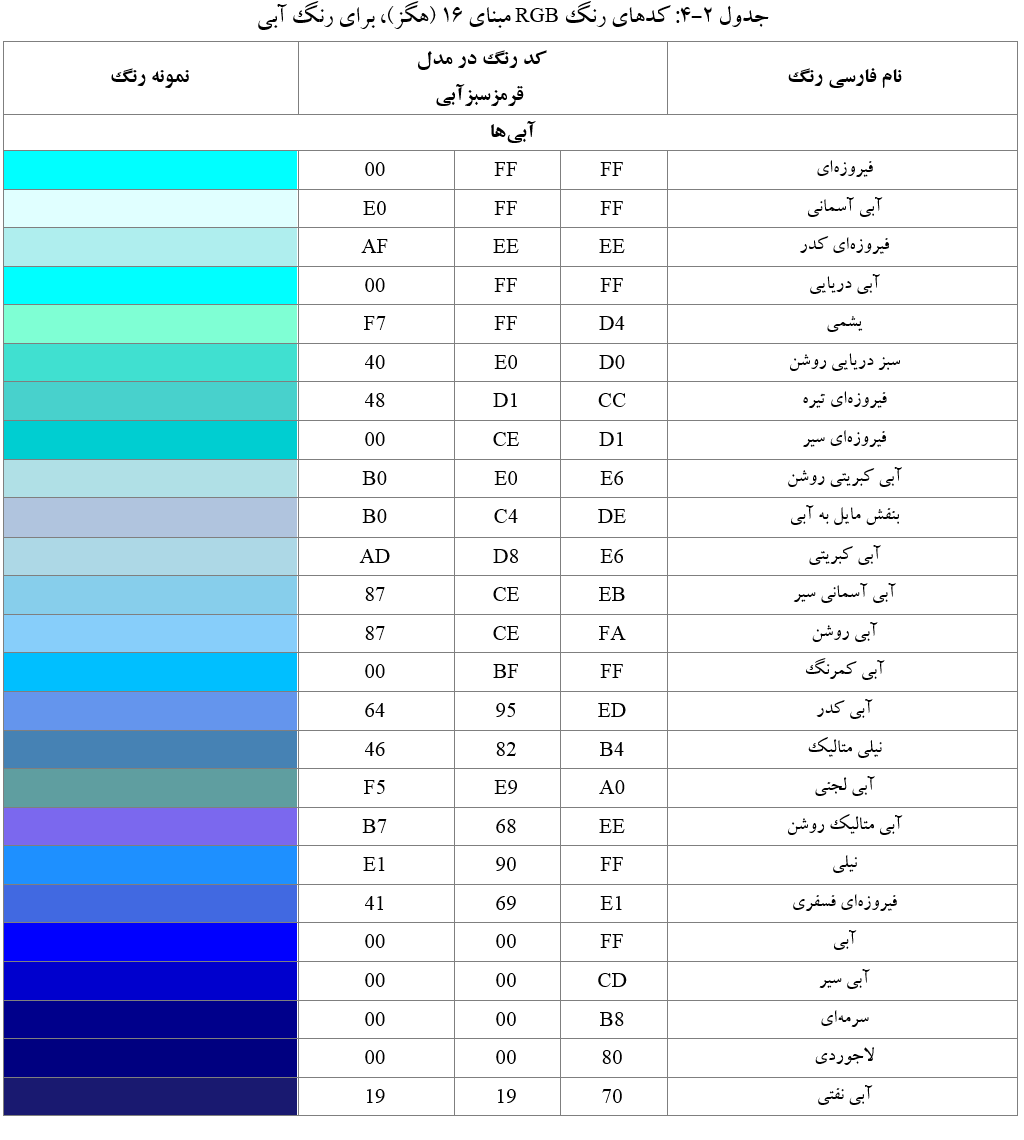 جدول ۲-۴: کدهای رنگ RGB مبنای ۱۶ (هگز)، برای رنگ آبی
نام فارسی رنگ کد رنگ در مدل قرمزسبزآبی نمونه رنگ
آبی‌ها
فیروزه‌ای FF FF 00
آبی آسمانی FF FF E0
فیروزه‌ای کدر EE EE AF
آبی دریایی FF FF 00
یشمی D4 FF F7
سبز دریایی روشن D0 E0 40
فیروزه‌ای تیره CC D1 48
فیروزه‌ای سیر D1 CE 00
آبی کبریتی روشن E6 E0 B0
بنفش مایل به آبی DE C4 B0
آبی کبریتی E6 D8 AD
آبی آسمانی سیر EB CE 87
آبی روشن FA CE 87
آبی کمرنگ FF BF 00
آبی کدر ED 95 64
نیلی متالیک B4 82 46
آبی لجنی A0 E9 F5
آبی متالیک روشن EE 68 B7
نیلی FF 90 E1
فیروزه‌ای فسفری E1 69 41
آبی FF 00 00
آبی سیر CD 00 00
سرمه‌ای B8 00 00
لاجوردی 80 00 00
آبی نفتی 70 19 19